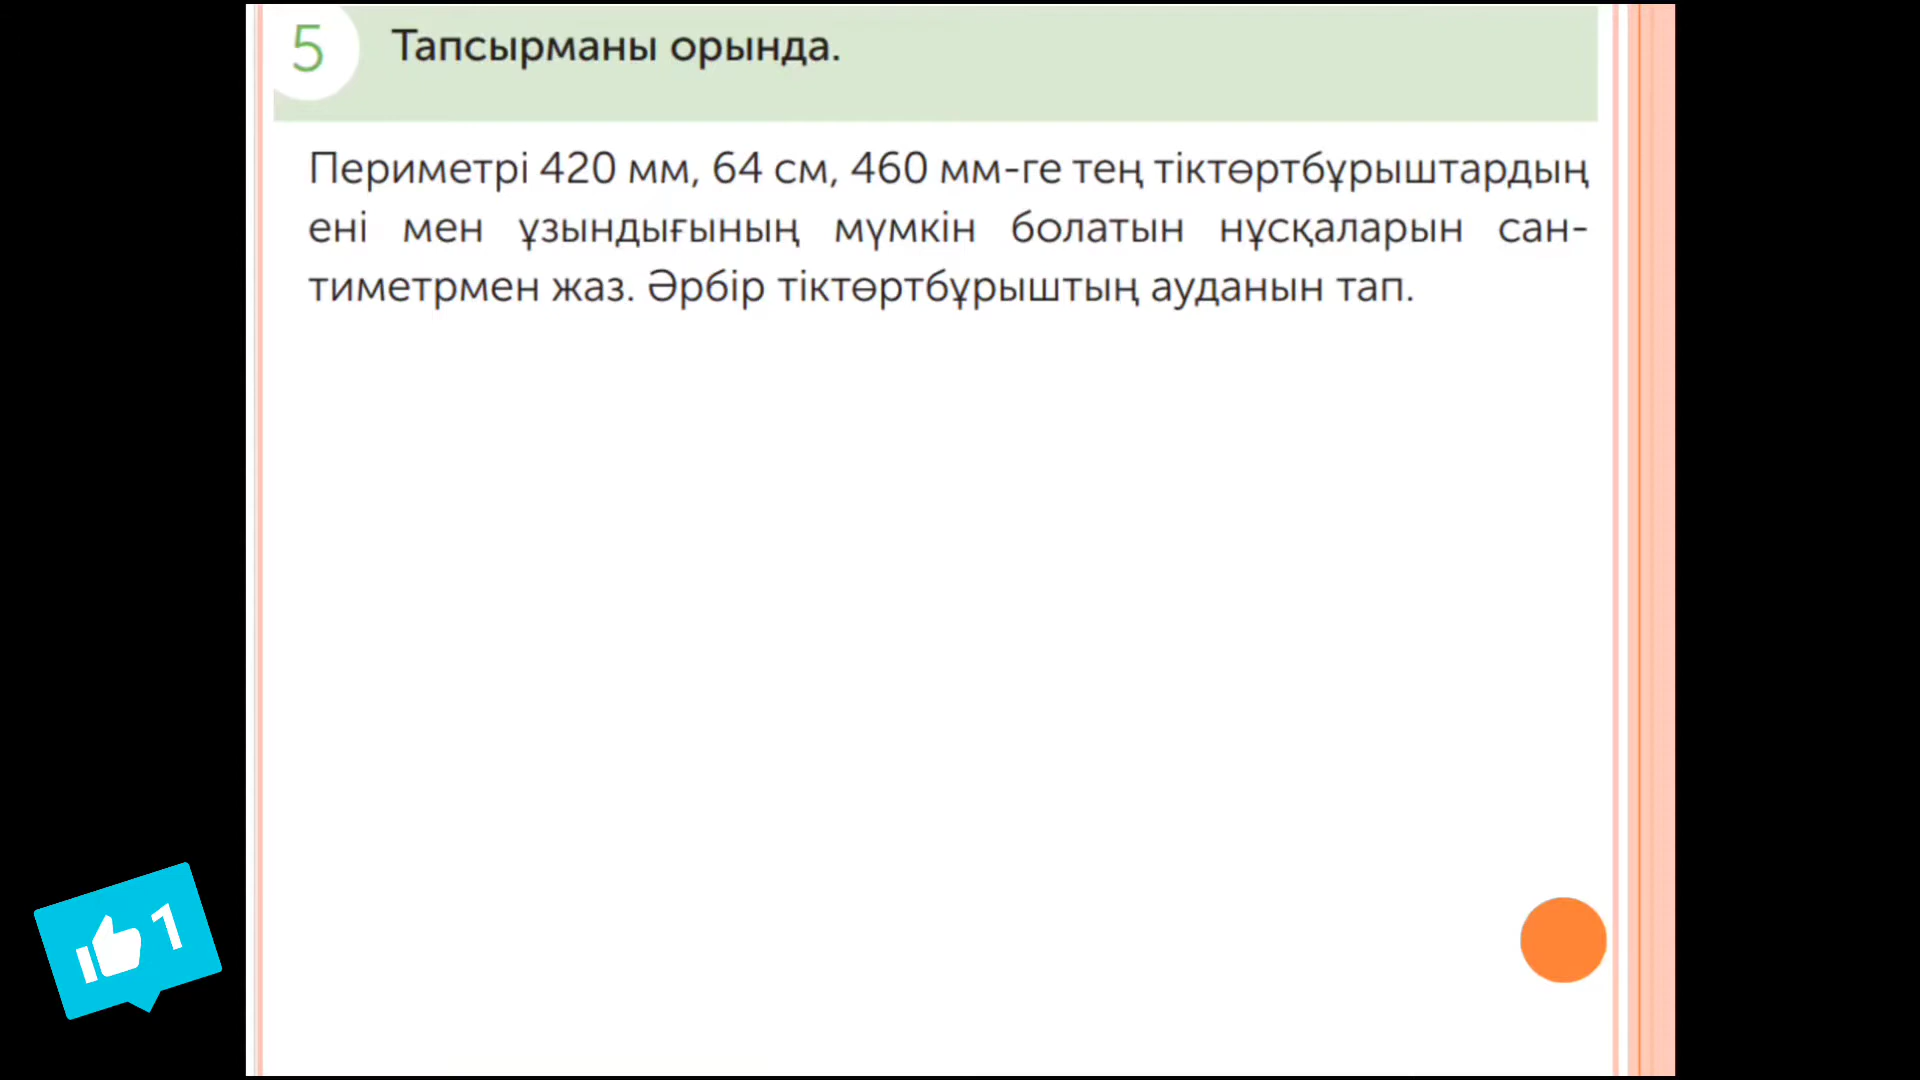 5 Тапсырманы орында.
Периметрі 420 мм, 64 см, 460 мм-ге тең тіктөртбұрыштардың
ені мен ұзындығының мүмкін болатын нұсқаларын сан-
тиметрмен жаз. Әрбір тіктөртбұрыштың ауданын тап.
1